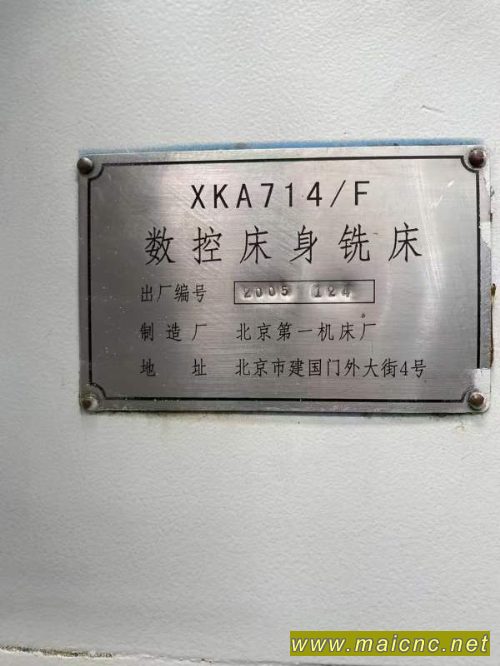 XKA714/F
数控床身铣床
出厂编号 2005 124
制造厂 北京第一机床厂
地址 北京市建国门外大街4号
www.maicnc.net